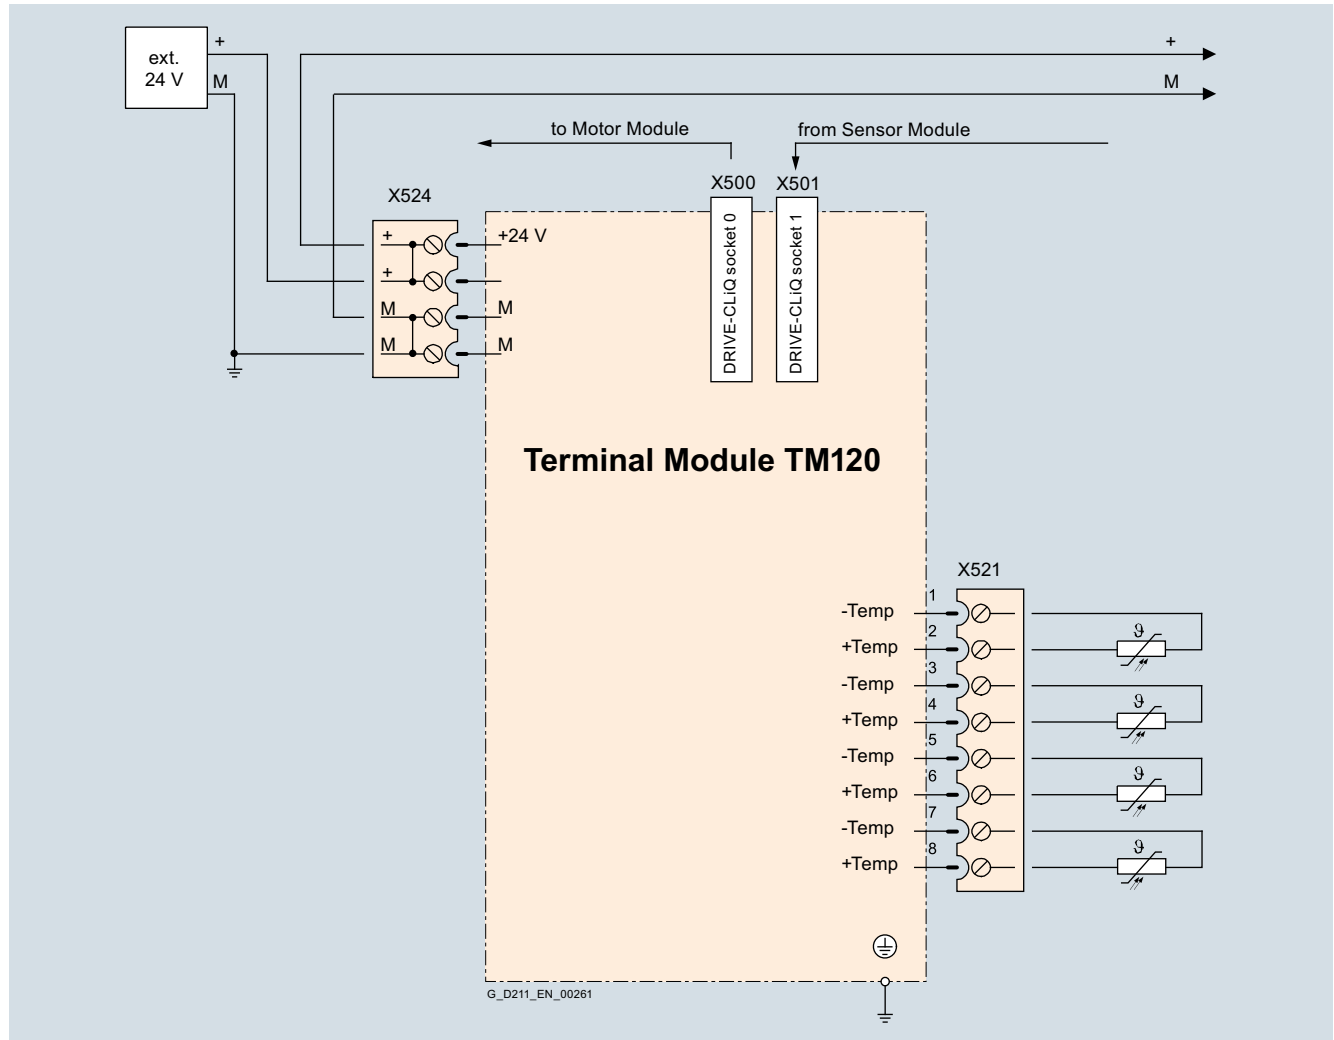 ext.
24 V
+
M
+
M
to Motor Module
from Sensor Module
X524
X500
X501
+
+
M
M
+24 V
M
M
DRIVE-CLiQ socket 0
DRIVE-CLiQ socket 1
Terminal Module TM120
X521
-Temp 1
+Temp 2
-Temp 3
+Temp 4
-Temp 5
+Temp 6
-Temp 7
+Temp 8
ϑ
ϑ
ϑ
ϑ
G_D211_EN_00261